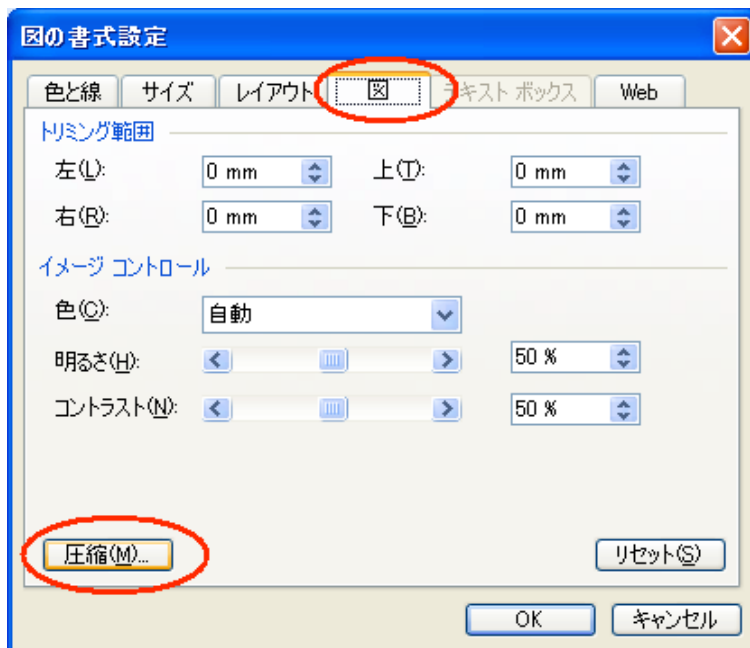 図の書式設定
色と線 サイズ レイアウト 図 テキスト ボックス Web
トリミング範囲
左(L): 0 mm 上(T): 0 mm
右(R): 0 mm 下(B): 0 mm
イメージ コントロール
色(C): 自動
明るさ(H): 50 %
コントラスト(N): 50 %
圧縮(M)... リセット(S)
OK キャンセル